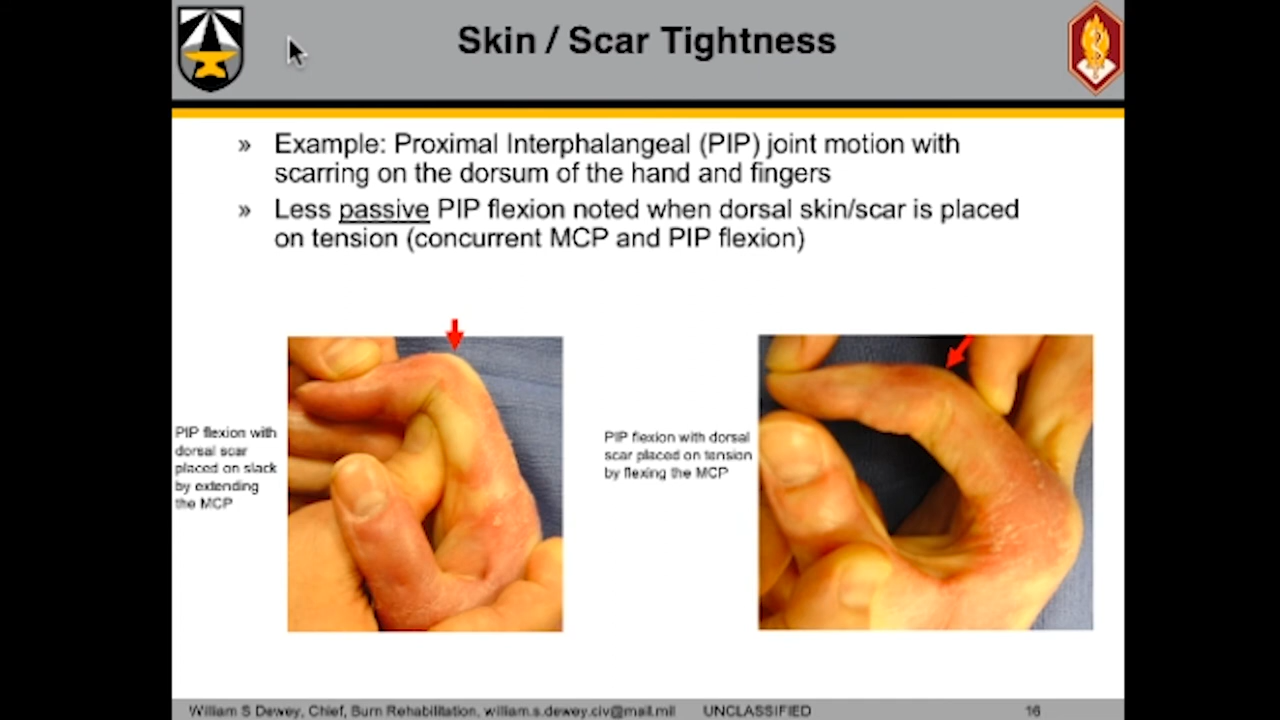 Skin / Scar Tightness
» Example: Proximal Interphalangeal (PIP) joint motion with
scarring on the dorsum of the hand and fingers
» Less passive PIP flexion noted when dorsal skin/scar is placed
on tension (concurrent MCP and PIP flexion)
PIP flexion with
dorsal scar
placed on slack
by extending
the MCP
PIP flexion with dorsal
scar placed on tension
by flexing the MCP
William S Dewey, Chief, Burn Rehabilitation, william.s.dewey.civ@mail.mil UNCLASSIFIED 16